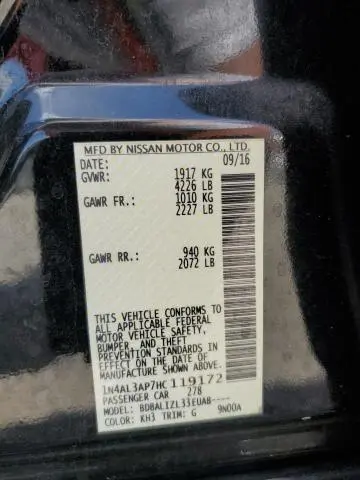 MFD BY NISSAN MOTOR CO., LTD.
DATE: 09/16
GVWR: 1917 KG
4226 LB
GAWR FR.: 1010 KG
2227 LB
GAWR RR.: 940 KG
2072 LB
THIS VEHICLE CONFORMS TO
ALL APPLICABLE FEDERAL
MOTOR VEHICLE SAFETY,
BUMPER, AND THEFT
PREVENTION STANDARDS IN
EFFECT ON THE DATE OF
MANUFACTURE SHOWN ABOVE.
1N4AL3AP7HC119172
PASSENGER CAR 278
MODEL: BDBALIZL33EUAB----
COLOR: KH3 TRIM: G 9N00A